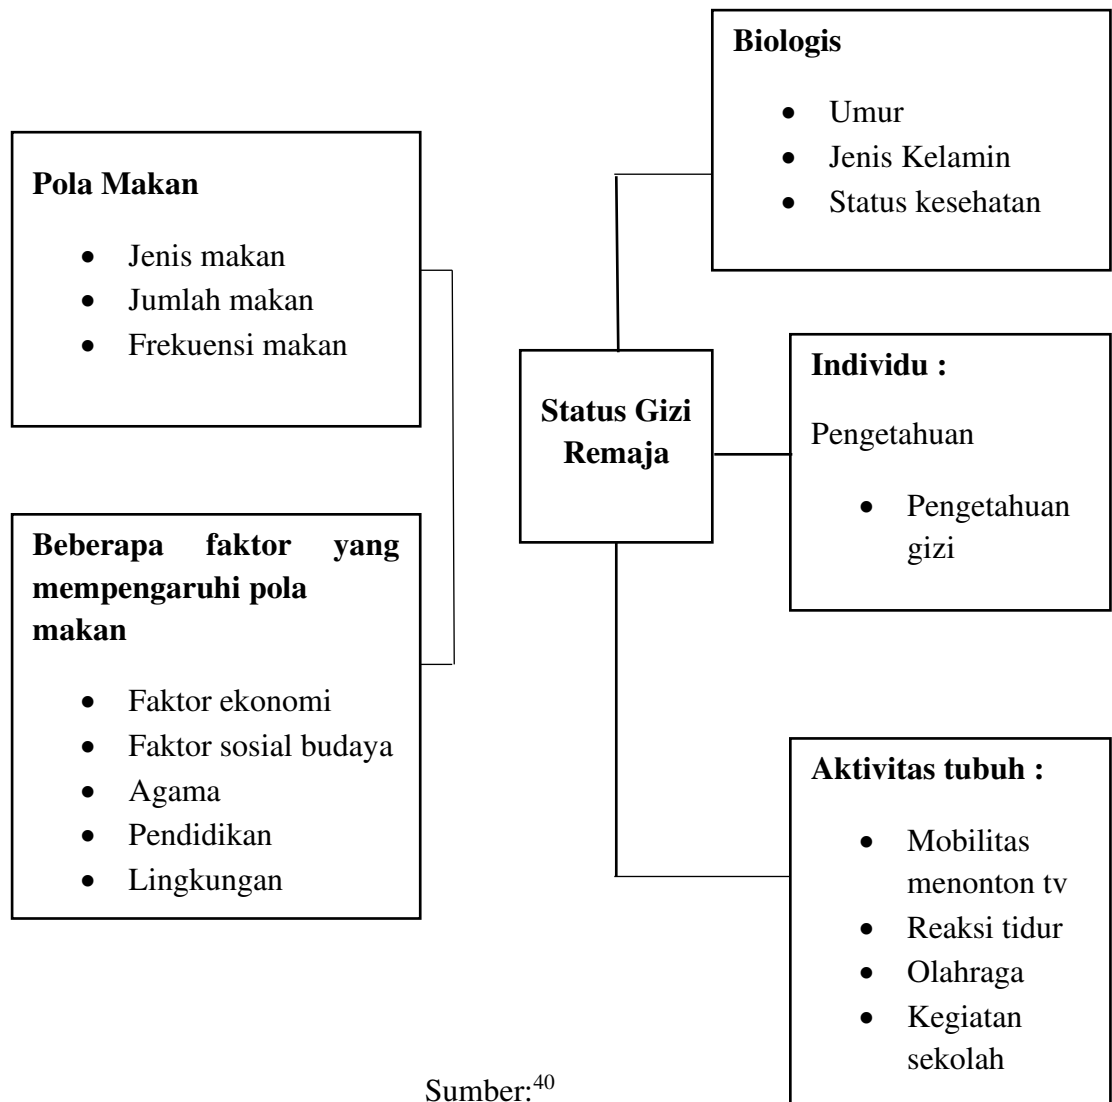 Pola Makan
• Jenis makan
• Jumlah makan
• Frekuensi makan
Beberapa faktor yang
mempengaruhi pola
makan
• Faktor ekonomi
• Faktor sosial budaya
• Agama
• Pendidikan
• Lingkungan
Status Gizi
Remaja
Biologis
• Umur
• Jenis Kelamin
• Status kesehatan
Individu :
Pengetahuan
• Pengetahuan
gizi
Aktivitas tubuh :
• Mobilitas
menonton tv
• Reaksi tidur
• Olahraga
• Kegiatan
sekolah
Sumber:⁴⁰